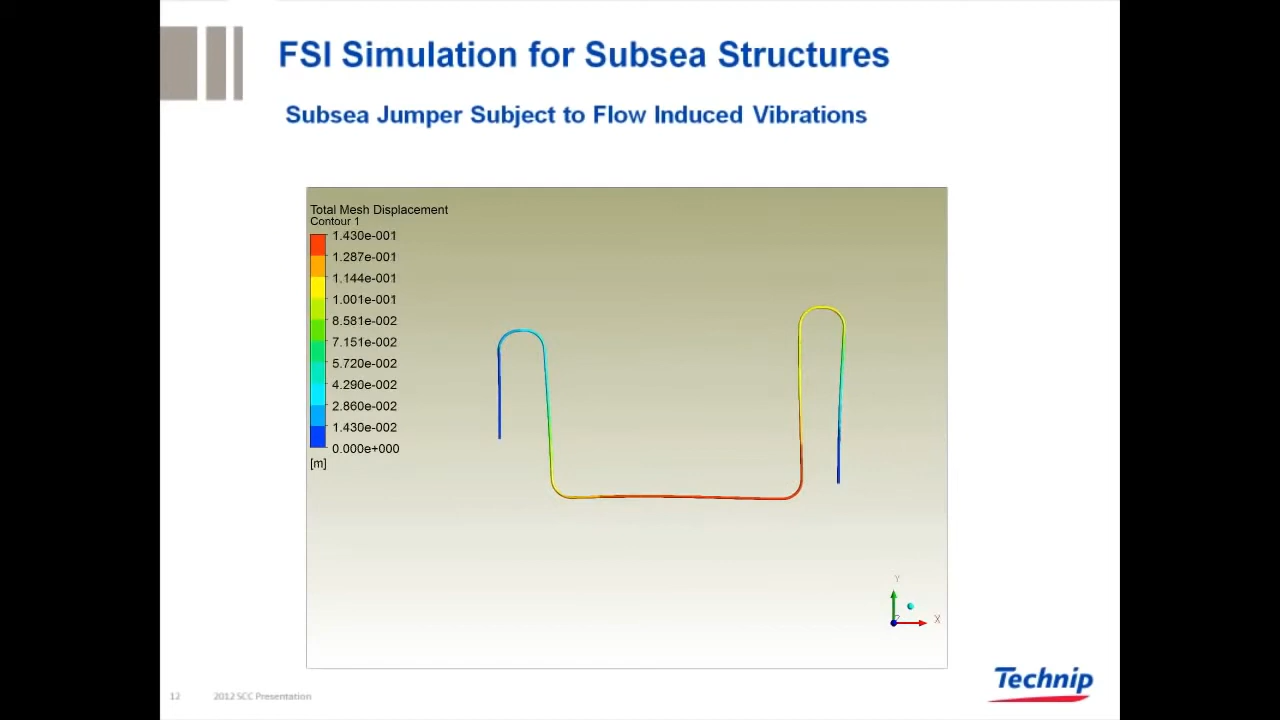 FSI Simulation for Subsea Structures
Subsea Jumper Subject to Flow Induced Vibrations
Total Mesh Displacement
Contour 1
1.430e-001
1.287e-001
1.144e-001
1.001e-001
8.581e-002
7.151e-002
5.720e-002
4.290e-002
2.860e-002
1.430e-002
0.000e+000
[m]
Y
Z
X
12
2012 SCC Presentation
Technip